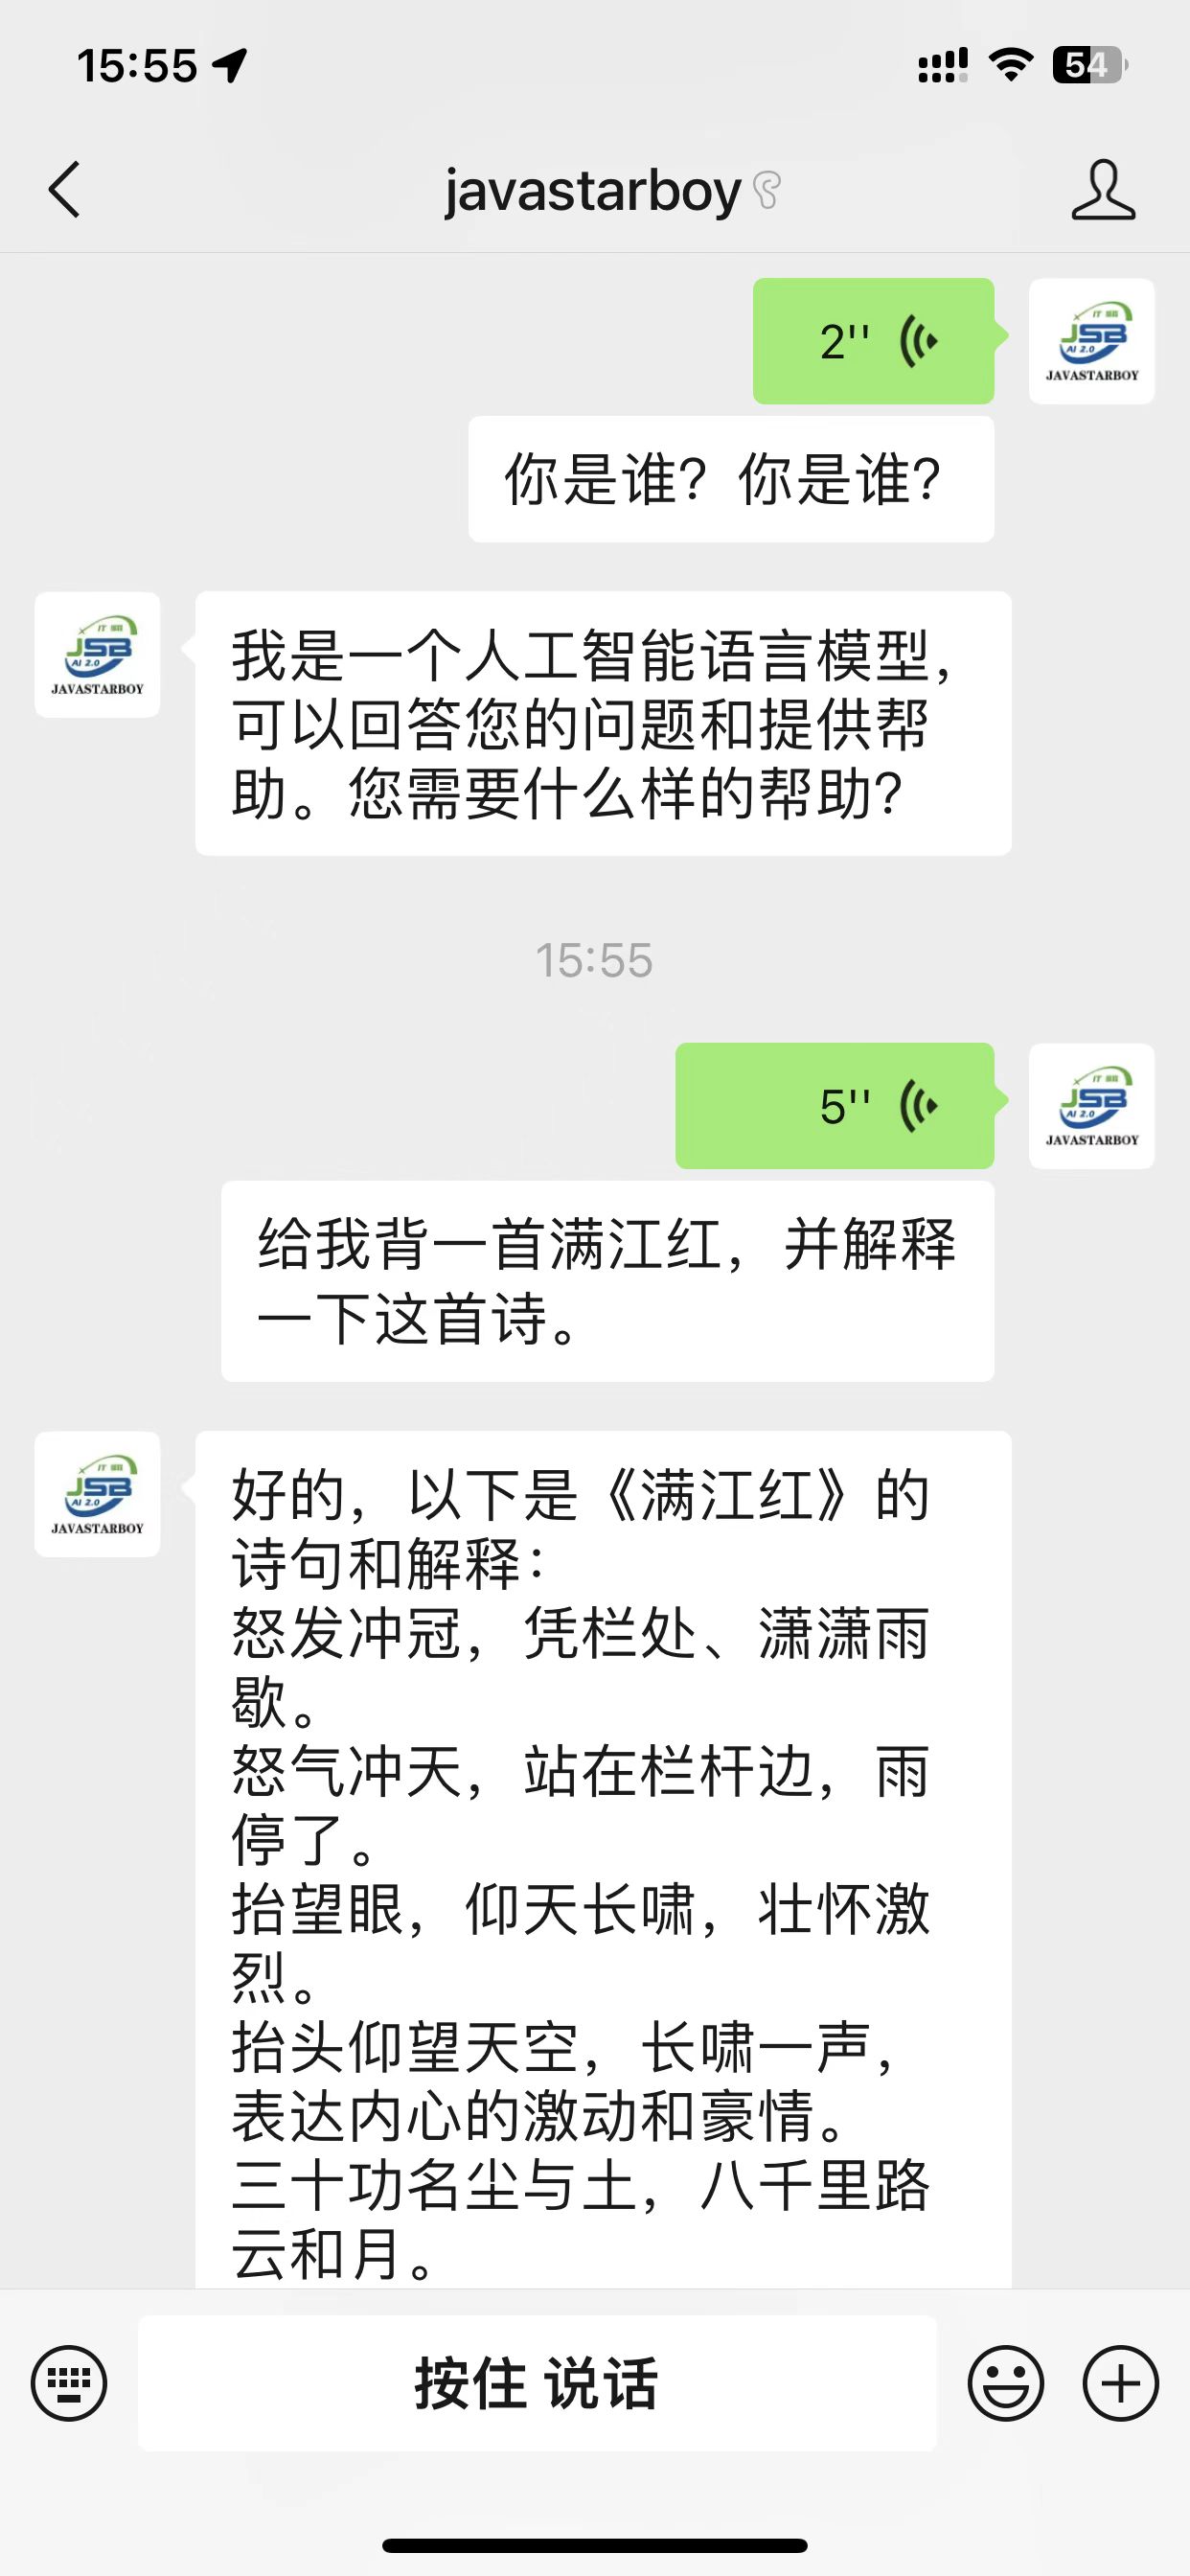 15:55
54
javastarboy
2''
IT
JSB
AI 2.0
JAVASTARBOY
你是谁？你是谁？
IT
JSB
AI 2.0
JAVASTARBOY
我是一个人工智能语言模型，
可以回答您的问题和提供帮
助。您需要什么样的帮助？
15:55
5''
IT
JSB
AI 2.0
JAVASTARBOY
给我背一首满江红，并解释
一下这首诗。
IT
JSB
AI 2.0
JAVASTARBOY
好的，以下是《满江红》的
诗句和解释：
怒发冲冠，凭栏处、潇潇雨
歇。
怒气冲天，站在栏杆边，雨
停了。
抬望眼，仰天长啸，壮怀激
烈。
抬头仰望天空，长啸一声，
表达内心的激动和豪情。
三十功名尘与土，八千里路
云和月。
按住 说话